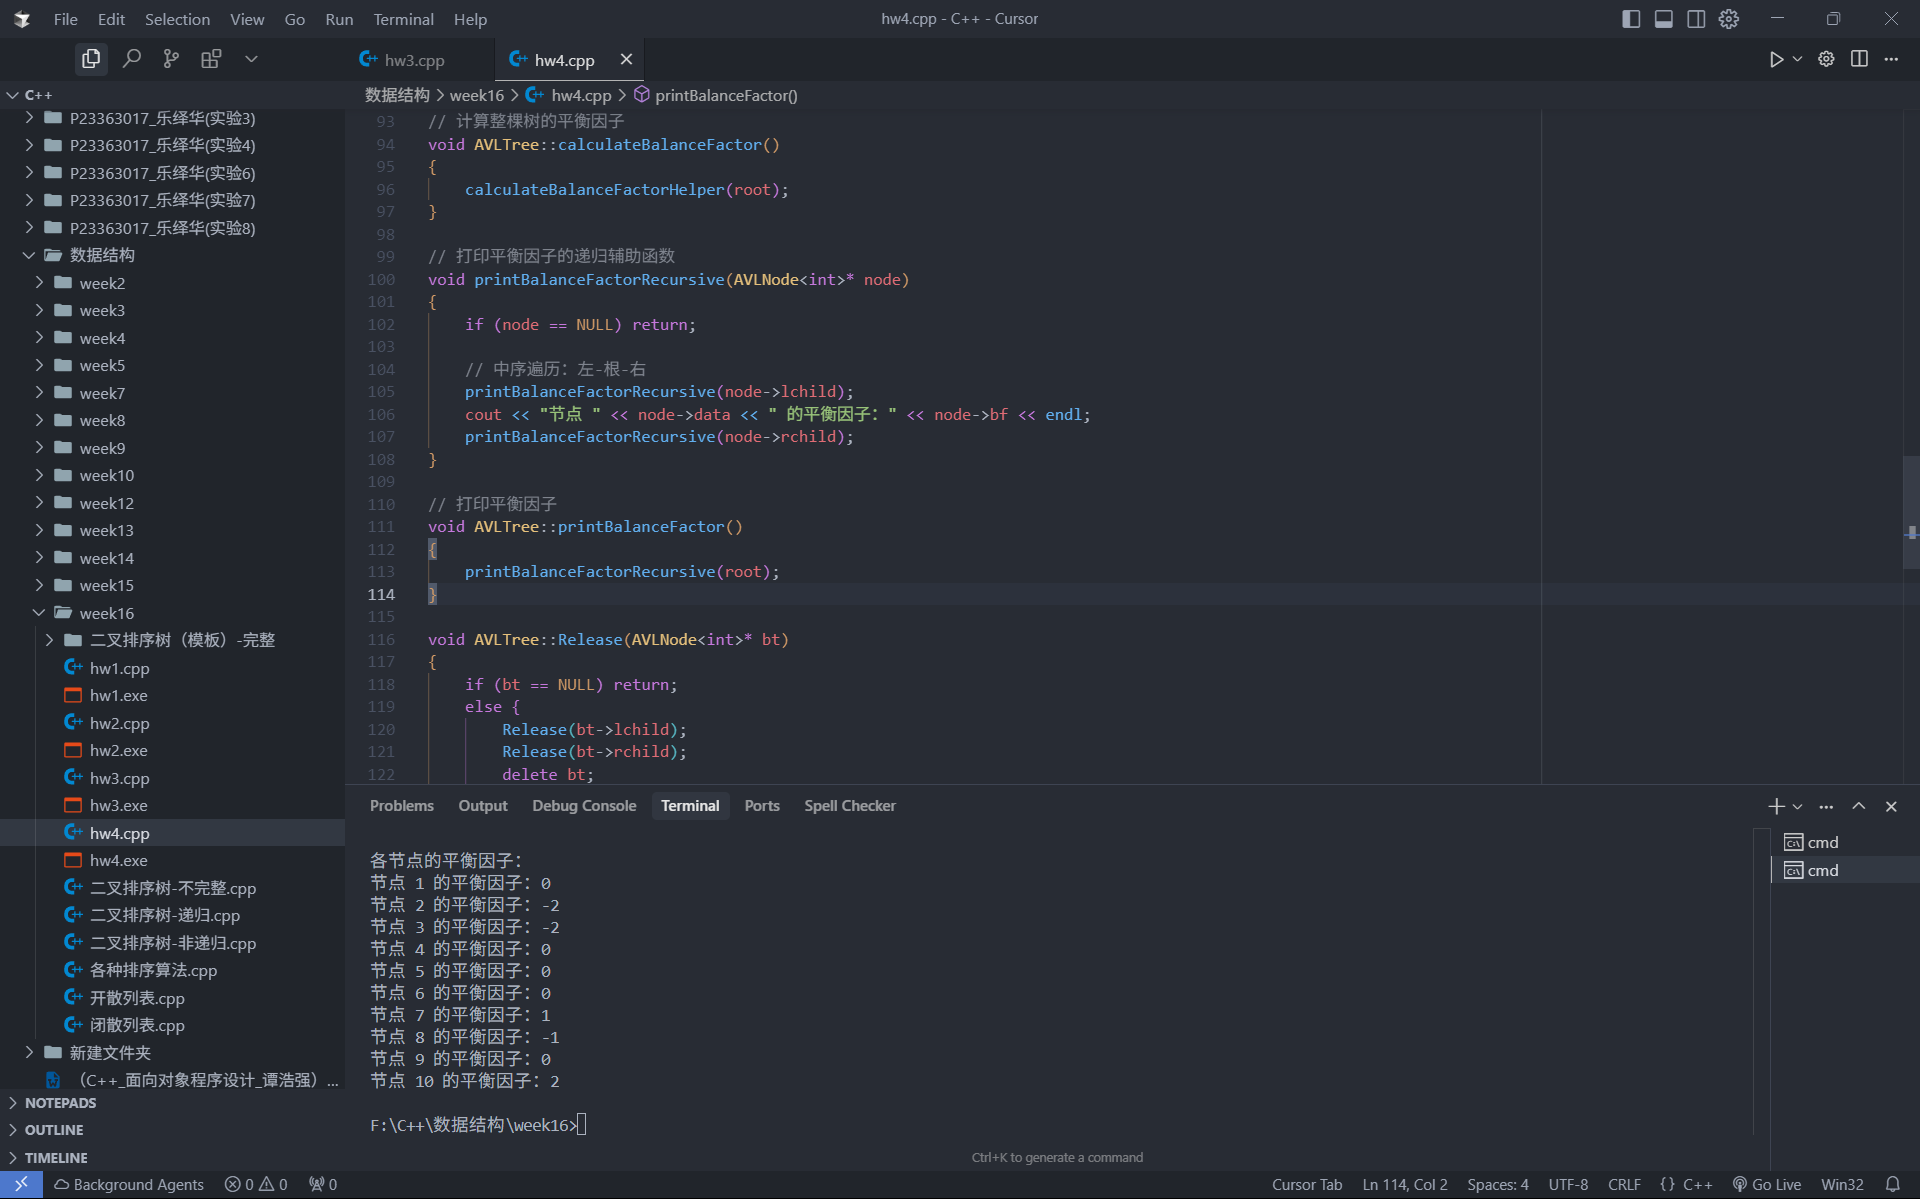 File Edit Selection View Go Run Terminal Help
hw4.cpp - C++ - Cursor
hw3.cpp
hw4.cpp
C++
P23363017_乐绎华(实验3)
P23363017_乐绎华(实验4)
P23363017_乐绎华(实验6)
P23363017_乐绎华(实验7)
P23363017_乐绎华(实验8)
数据结构
week2
week3
week4
week5
week7
week8
week9
week10
week12
week13
week14
week15
week16
二叉排序树（模板）-完整
hw1.cpp
hw1.exe
hw2.cpp
hw2.exe
hw3.cpp
hw3.exe
hw4.cpp
hw4.exe
二叉排序树-不完整.cpp
二叉排序树-递归.cpp
二叉排序树-非递归.cpp
各种排序算法.cpp
开散列表.cpp
闭散列表.cpp
新建文件夹
（C++_面向对象程序设计_谭浩强）...
NOTEPADS
OUTLINE
TIMELINE
数据结构 > week16 > hw4.cpp > printBalanceFactor()
93 // 计算整棵树的平衡因子
94 void AVLTree::calculateBalanceFactor()
95 {
96 calculateBalanceFactorHelper(root);
97 }
98
99 // 打印平衡因子的递归辅助函数
100 void printBalanceFactorRecursive(AVLNode<int>* node)
101 {
102 if (node == NULL) return;
103
104 // 中序遍历：左-根-右
105 printBalanceFactorRecursive(node->lchild);
106 cout << "节点 " << node->data << " 的平衡因子：" << node->bf << endl;
107 printBalanceFactorRecursive(node->rchild);
108 }
109
110 // 打印平衡因子
111 void AVLTree::printBalanceFactor()
112 {
113 printBalanceFactorRecursive(root);
114 }
115
116 void AVLTree::Release(AVLNode<int>* bt)
117 {
118 if (bt == NULL) return;
119 else {
120 Release(bt->lchild);
121 Release(bt->rchild);
122 delete bt;
Problems Output Debug Console Terminal Ports Spell Checker
cmd
cmd
各节点的平衡因子：
节点 1 的平衡因子：0
节点 2 的平衡因子：-2
节点 3 的平衡因子：-2
节点 4 的平衡因子：0
节点 5 的平衡因子：0
节点 6 的平衡因子：0
节点 7 的平衡因子：1
节点 8 的平衡因子：-1
节点 9 的平衡因子：0
节点 10 的平衡因子：2
F:\C++\数据结构\week16>
Ctrl+K to generate a command
Background Agents 0 0 0
Cursor Tab Ln 114, Col 2 Spaces: 4 UTF-8 CRLF {} C++ Go Live Win32